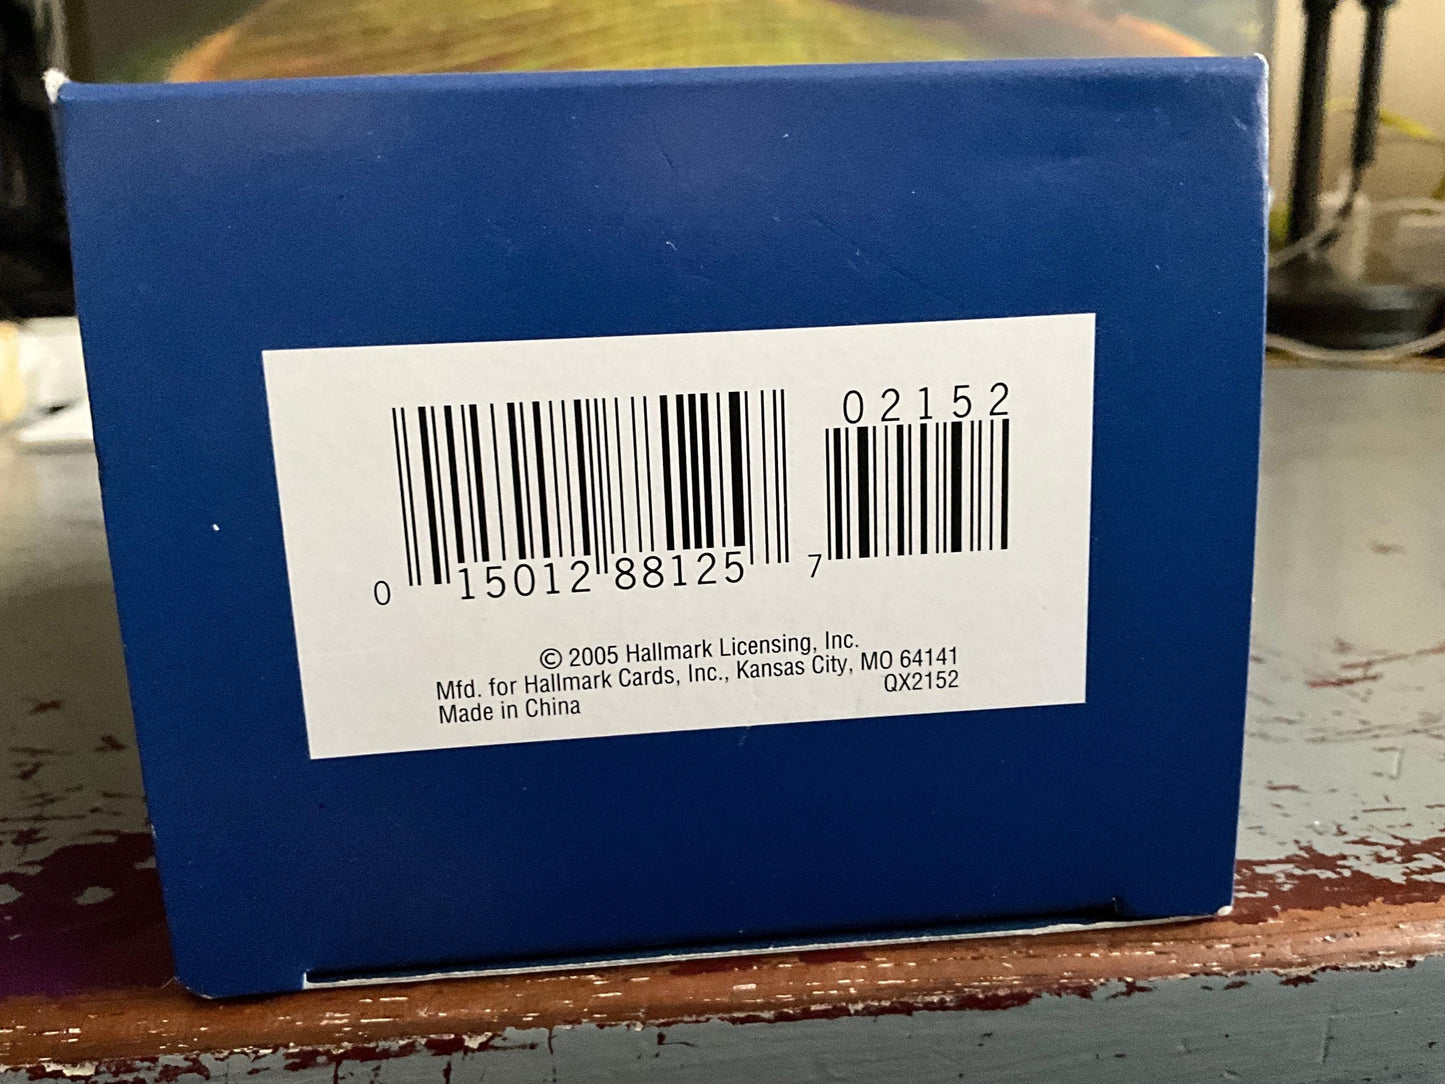 02152
0 15012 88125 7
© 2005 Hallmark Licensing, Inc.
Mfd. for Hallmark Cards, Inc., Kansas City, MO 64141
Made in China QX2152